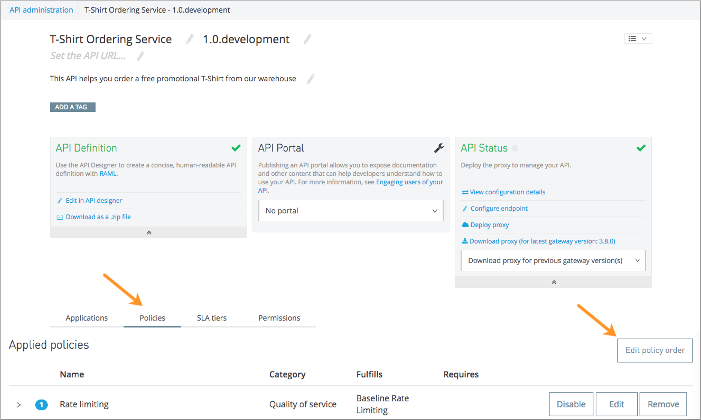 API administration T-Shirt Ordering Service - 1.0.development
T-Shirt Ordering Service 1.0.development
Set the API URL...
This API helps you order a free promotional T-Shirt from our warehouse
ADD A TAG
API Definition
Use the API Designer to create a concise, human-readable API
definition with RAML.
Edit in API designer
Download as a .zip file
API Portal
Publishing an API portal allows you to expose documentation
and other content that can help developers understand how to
use your API. For more information, see Engaging users of your
API.
No portal
API Status
Deploy the proxy to manage your API.
View configuration details
Configure endpoint
Deploy proxy
Download proxy (for latest gateway version: 3.8.0)
Download proxy for previous gateway version(s)
Applications Policies SLA tiers Permissions
Applied policies
Edit policy order
Name Category Fulfills Requires
1 Rate limiting Quality of service Baseline Rate
Limiting
Disable Edit Remove